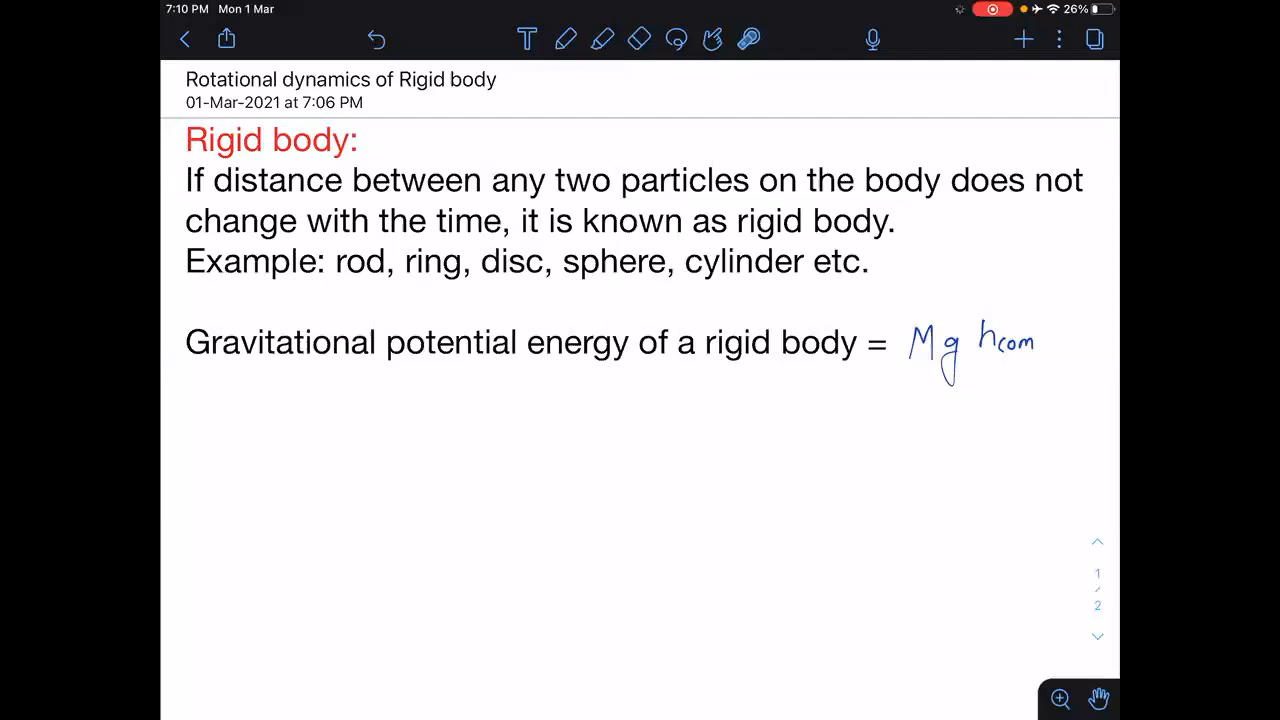 7:10 PM Mon 1 Mar 26%
T
Rotational dynamics of Rigid body
01-Mar-2021 at 7:06 PM
Rigid body:
If distance between any two particles on the body does not
change with the time, it is known as rigid body.
Example: rod, ring, disc, sphere, cylinder etc.
Gravitational potential energy of a rigid body = Mg hcom
1
/
2